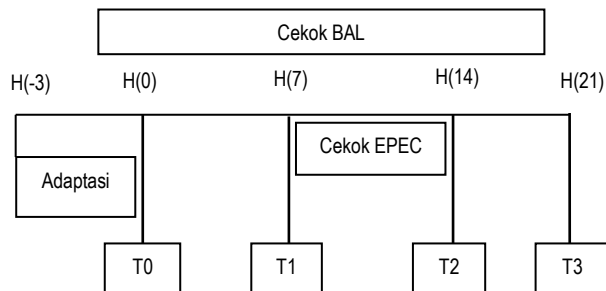 Cekok BAL
H(-3) H(0) H(7) H(14) H(21)
Cekok EPEC
Adaptasi
T0 T1 T2 T3